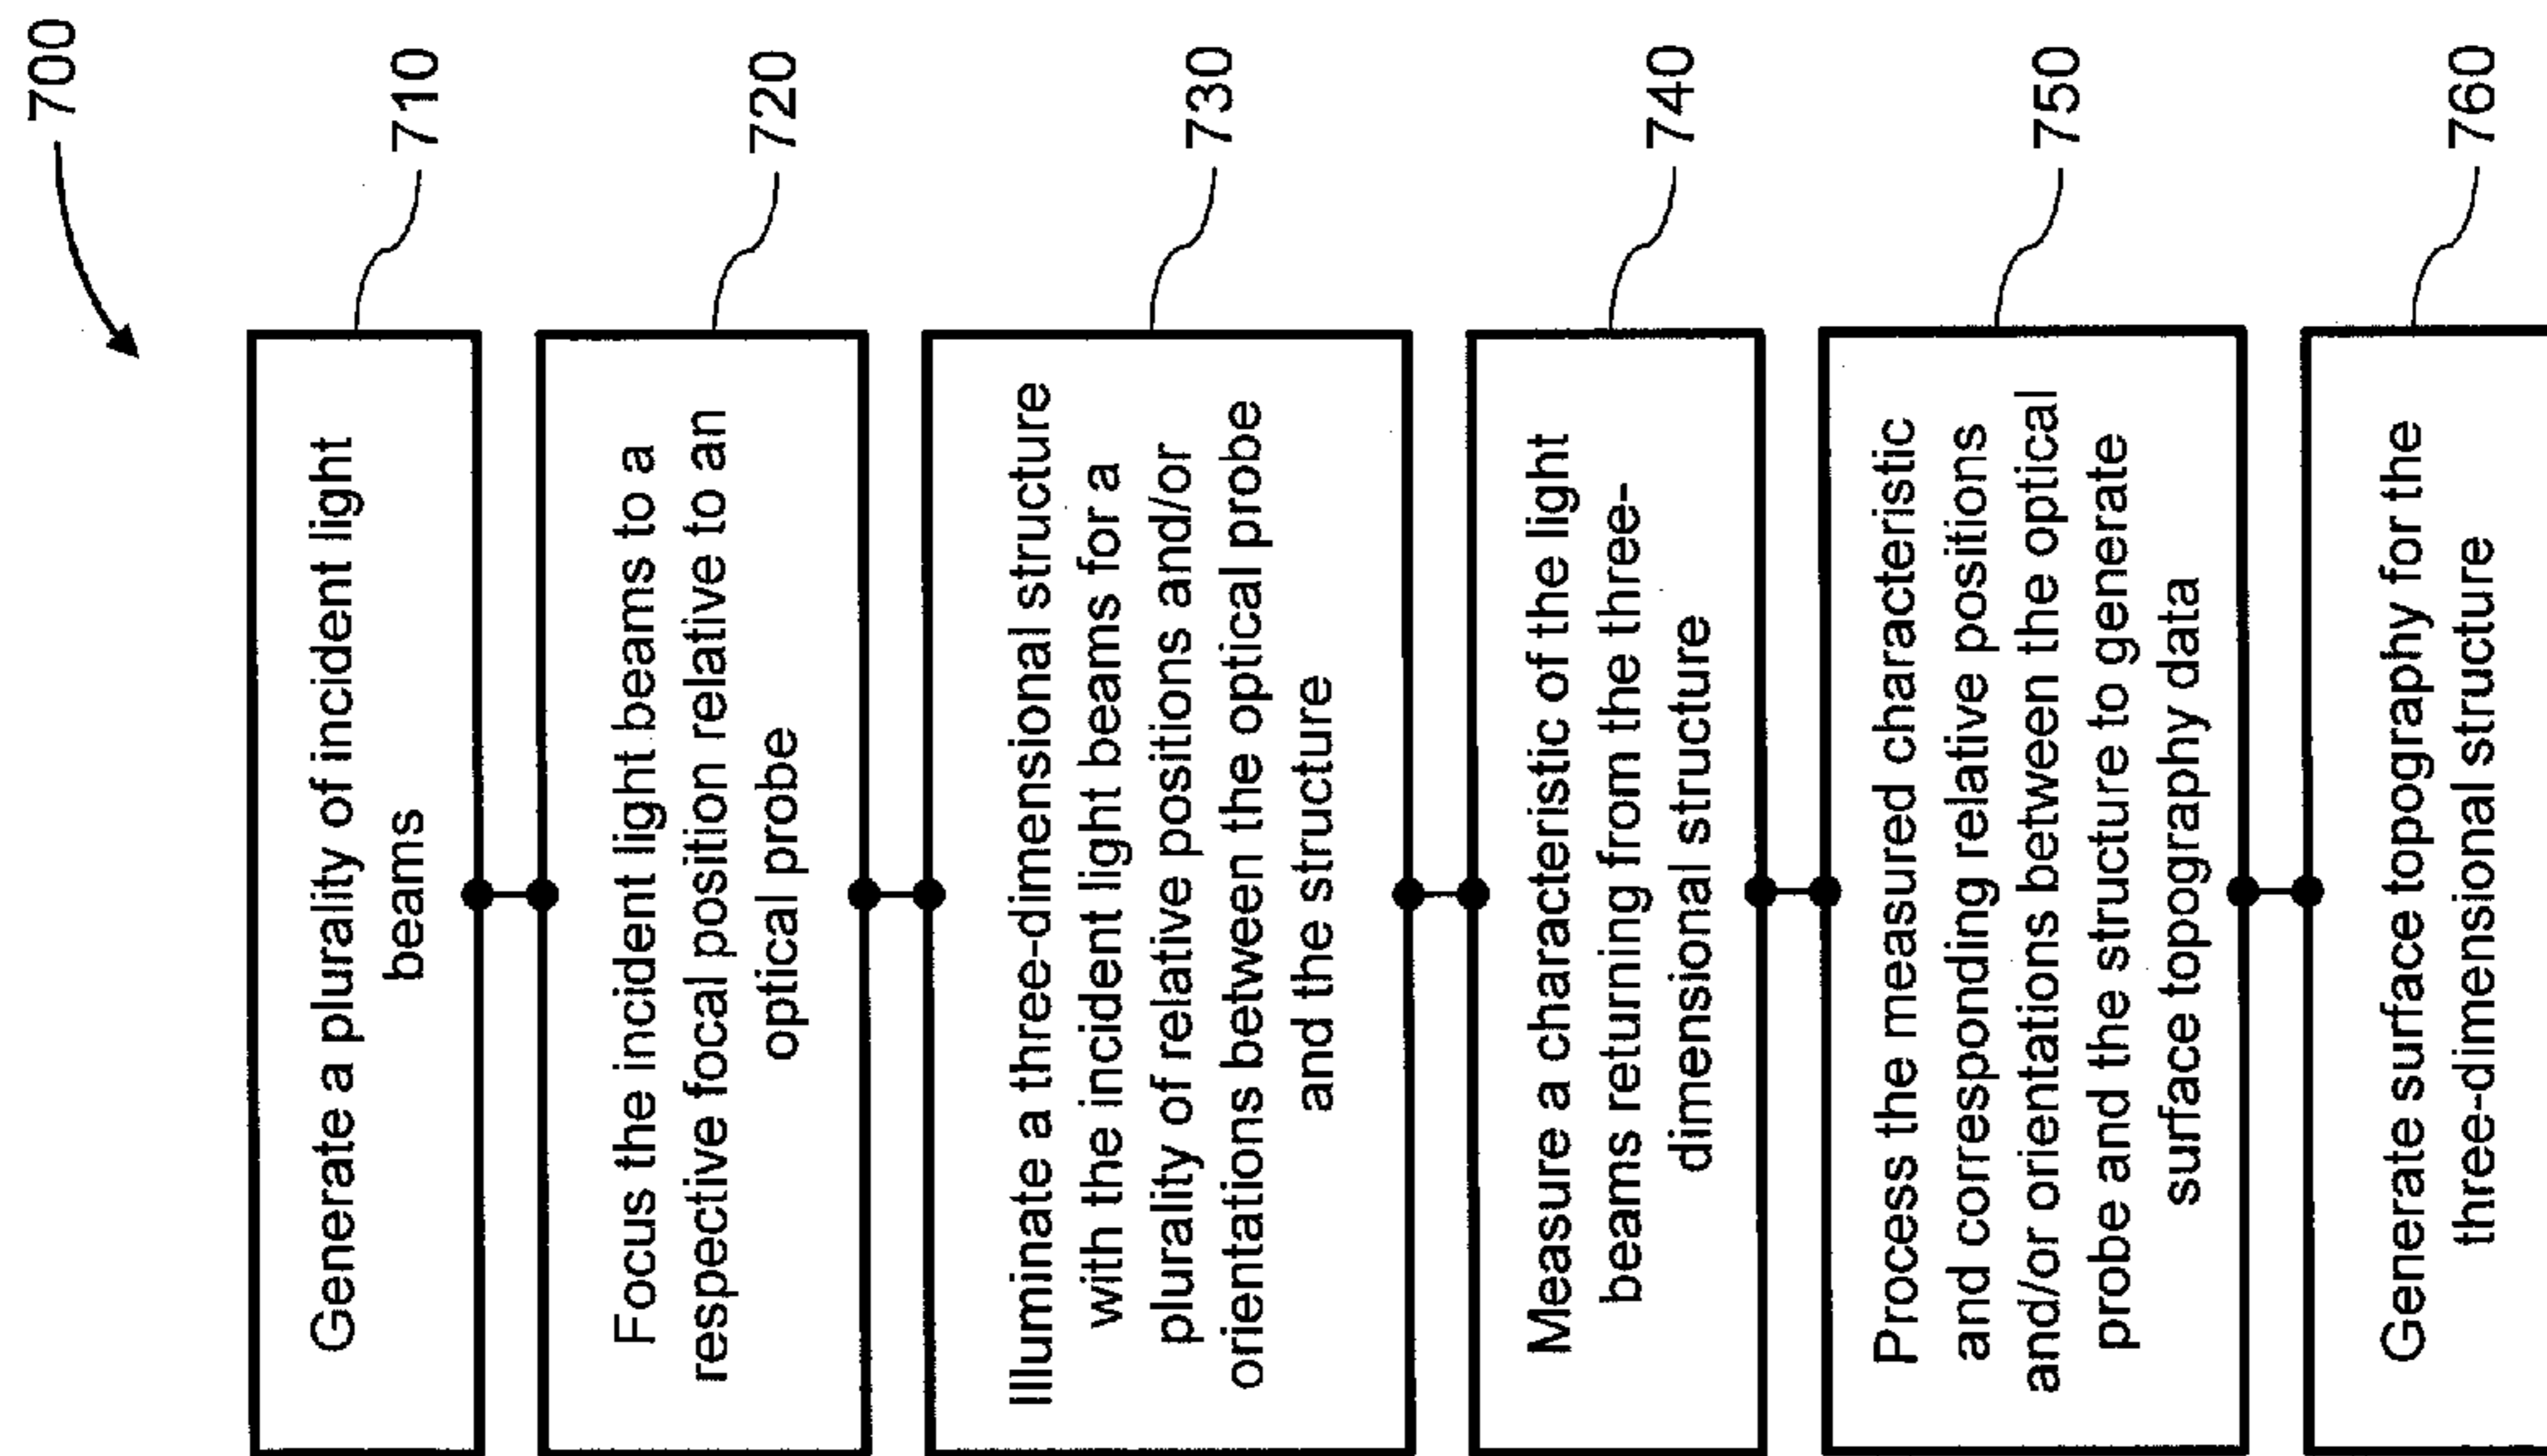 700
Generate a plurality of incident light
beams
710
Focus the incident light beams to a
respective focal position relative to an
optical probe
720
Illuminate a three-dimensional structure
with the incident light beams for a
plurality of relative positions and/or
orientations between the optical probe
and the structure
730
Measure a characteristic of the light
beams returning from the three-
dimensional structure
740
Process the measured characteristic
and corresponding relative positions
and/or orientations between the optical
probe and the structure to generate
surface topography data
750
Generate surface topography for the
three-dimensional structure
760